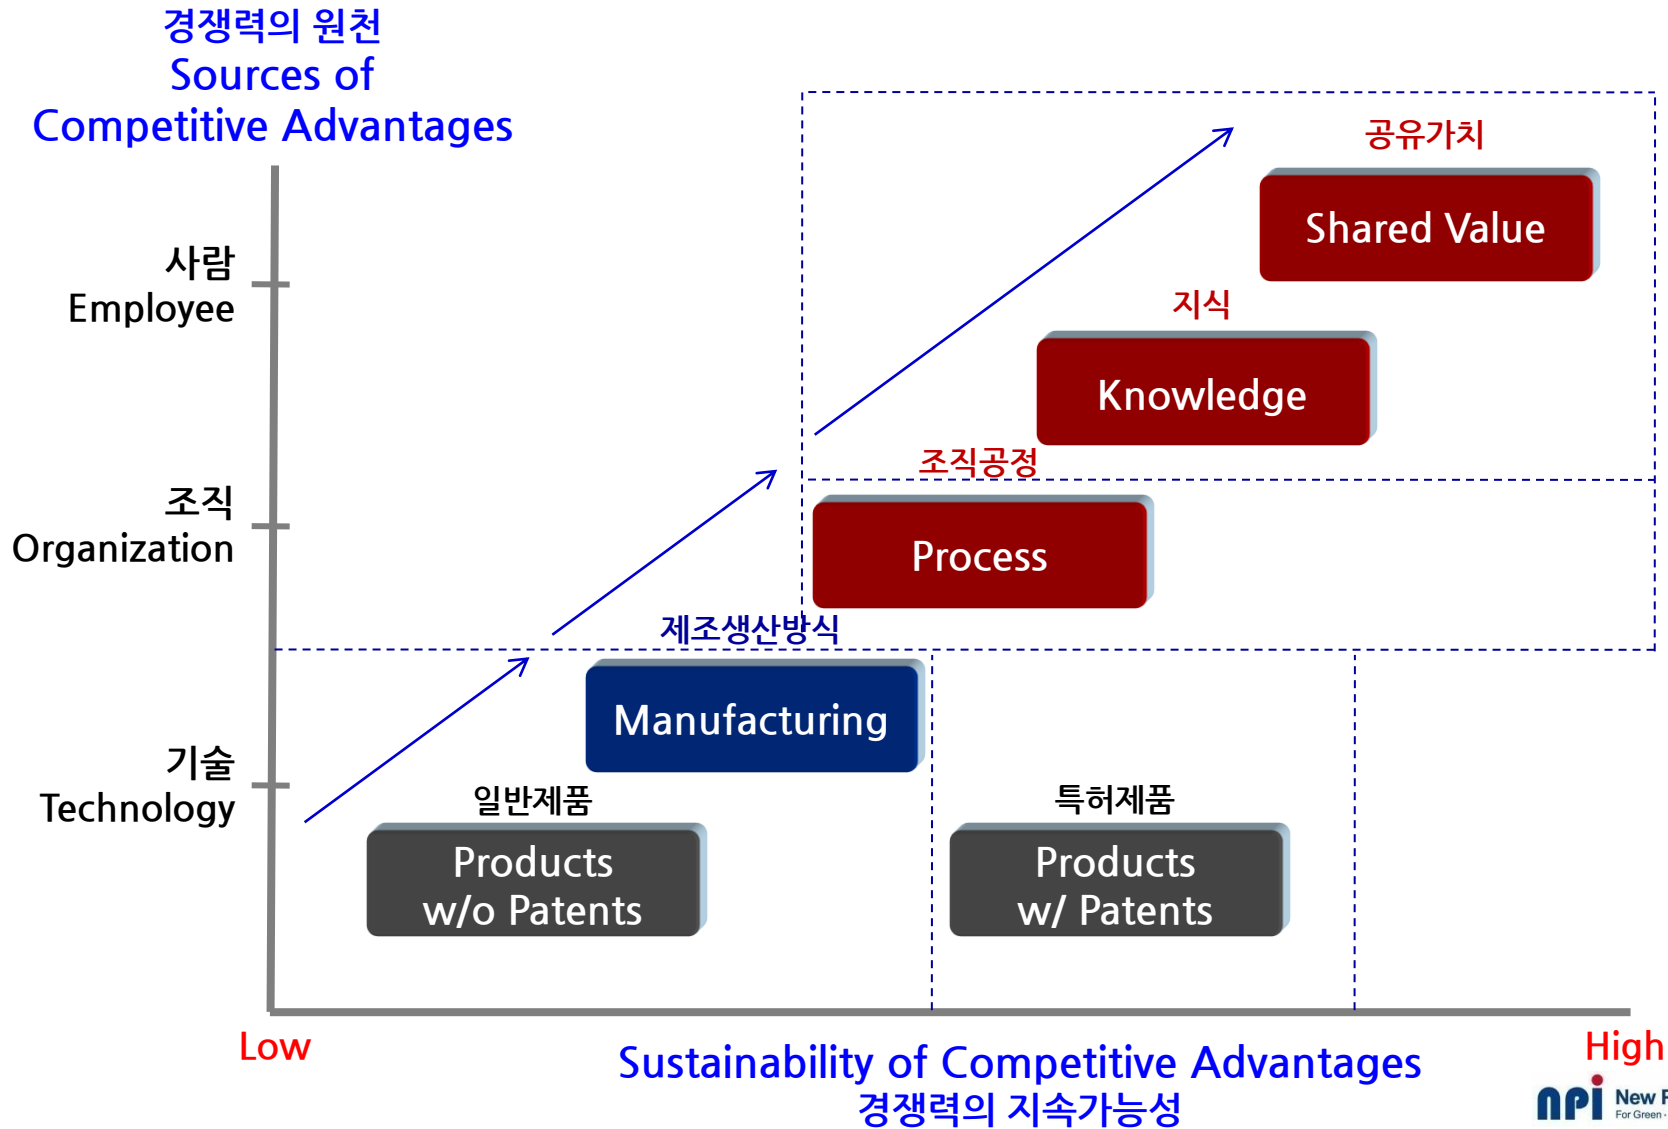 경쟁력의 원천
Sources of
Competitive Advantages
공유가치
Shared Value
사람
Employee
지식
Knowledge
조직공정
조직
Organization
Process
제조생산방식
Manufacturing
기술
Technology
일반제품
특허제품
Products
w/o Patents
Products
w/ Patents
Low
High
Sustainability of Competitive Advantages
경쟁력의 지속가능성
npi
New
For Green